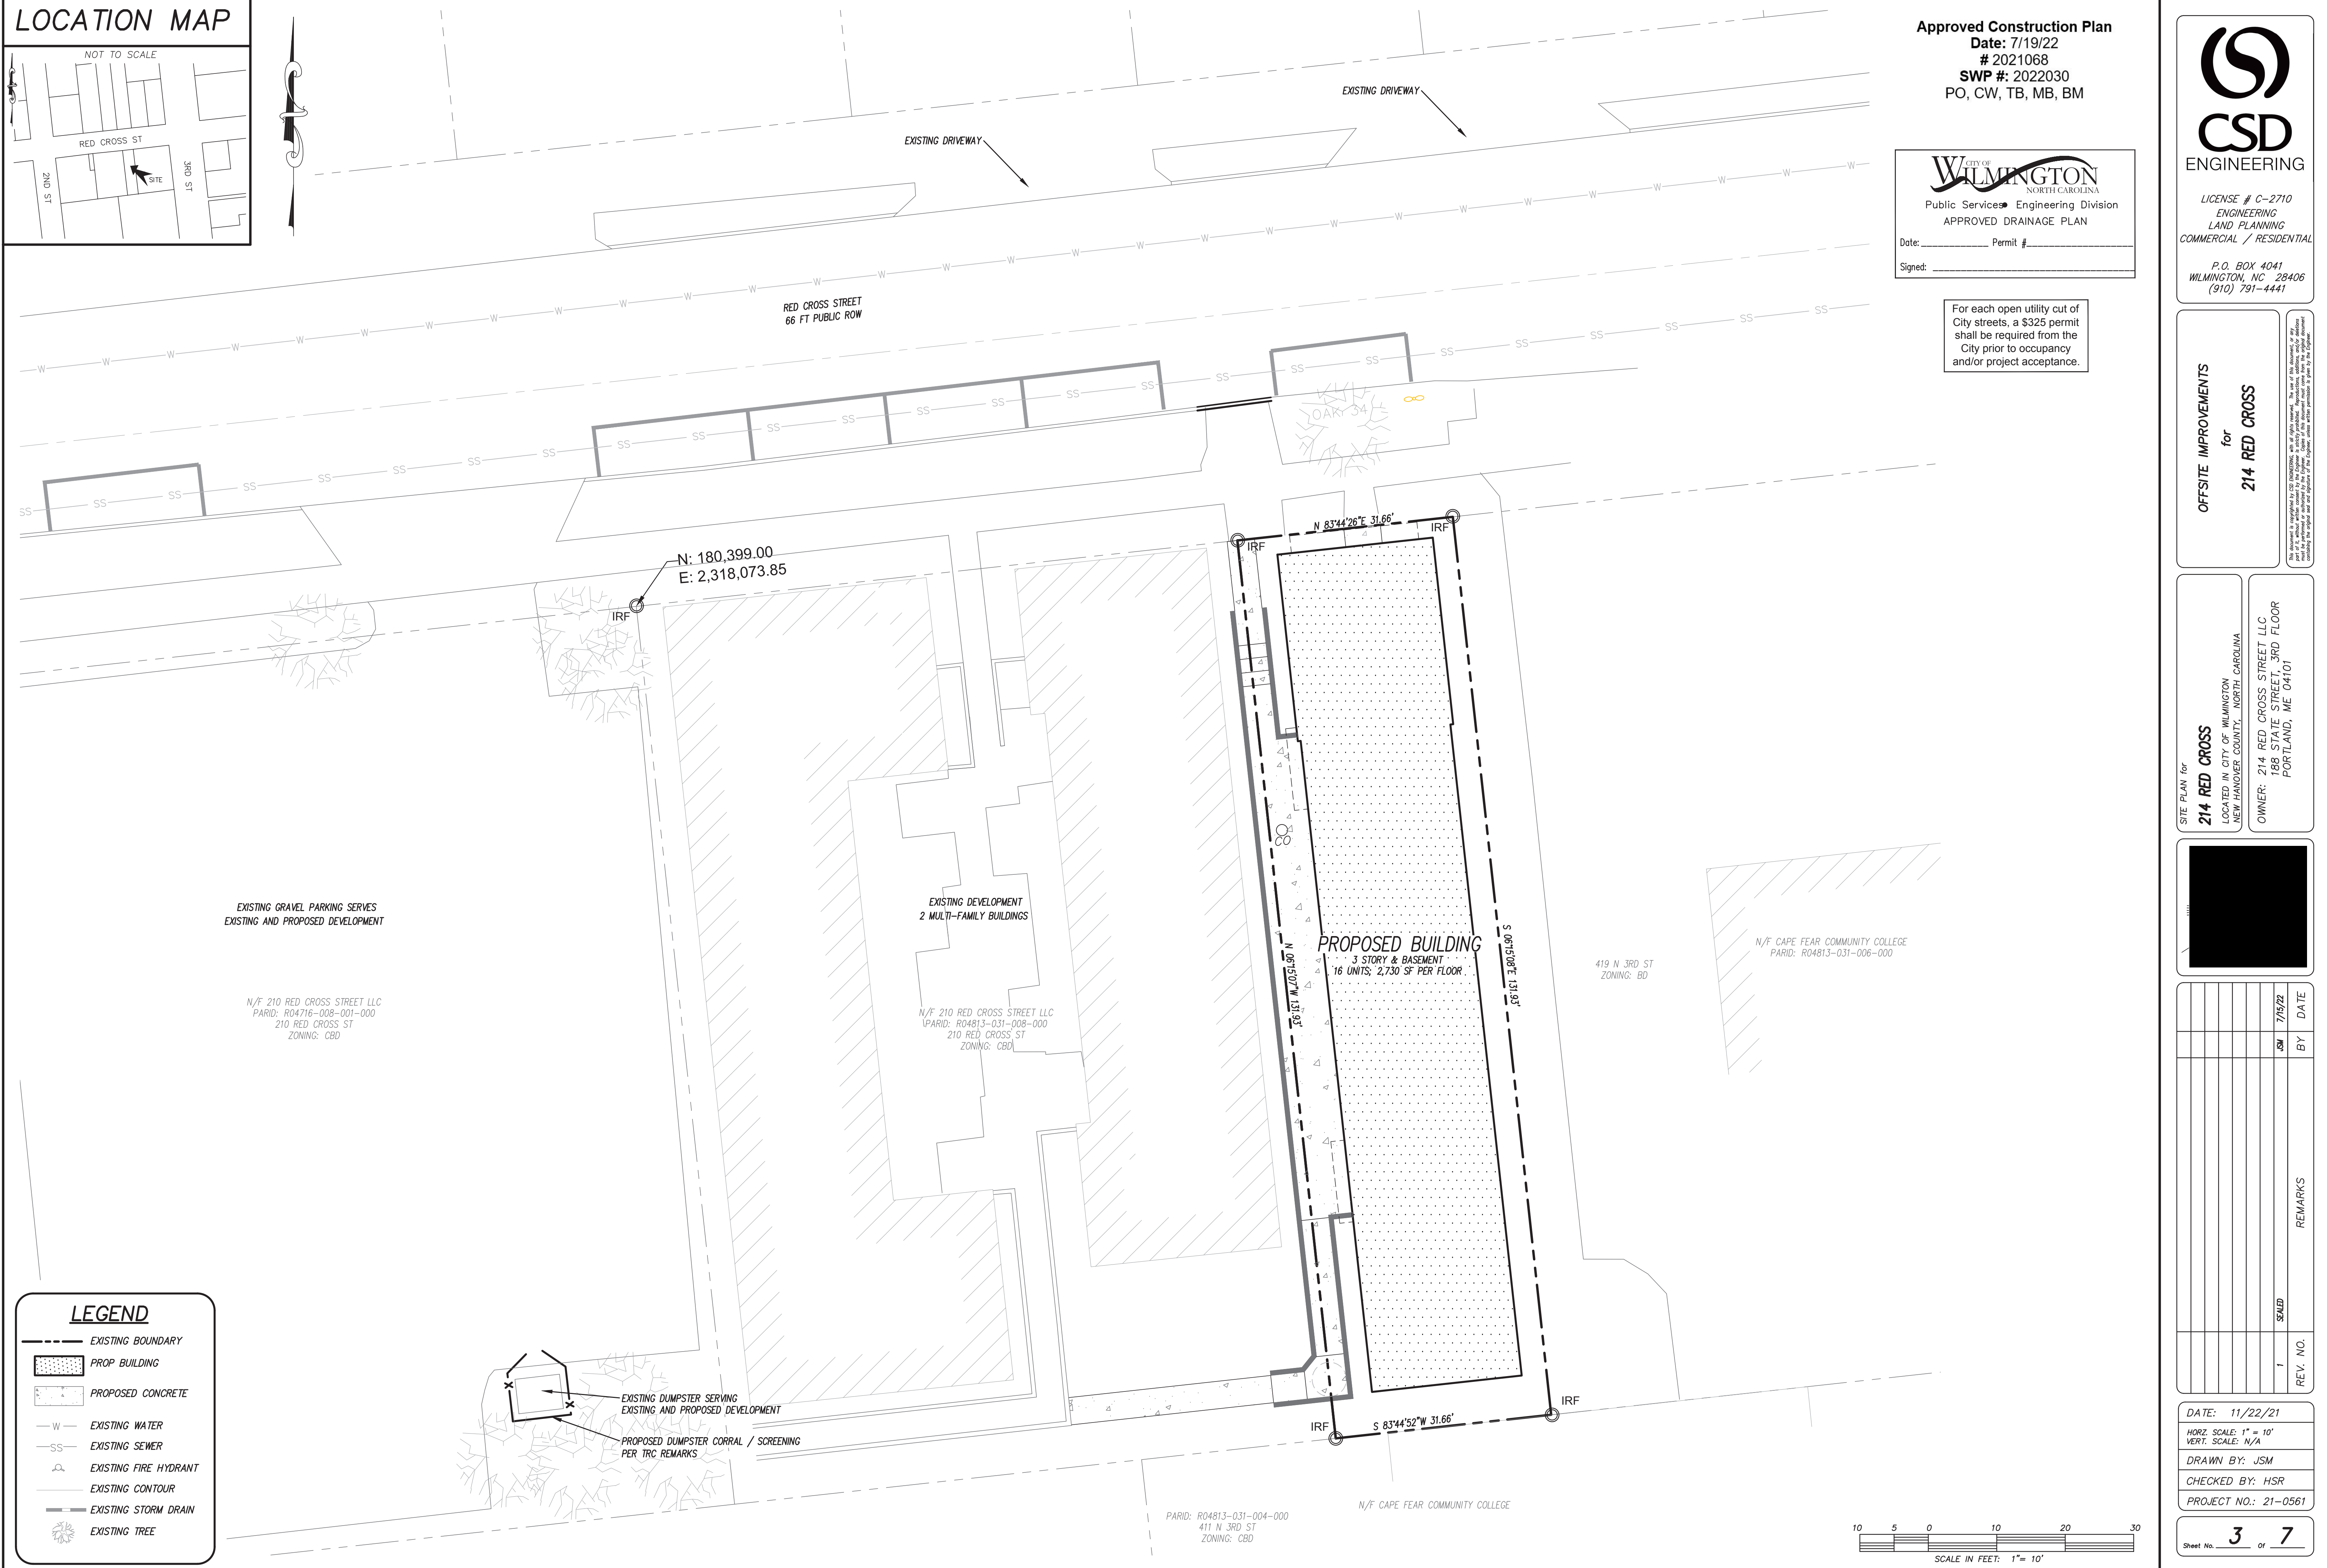 LOCATION MAP
NOT TO SCALE
RED CROSS ST
2ND ST
3RD ST
SITE
EXISTING DRIVEWAY
EXISTING DRIVEWAY
RED CROSS STREET
66 FT PUBLIC ROW
OAK 34
N: 180,399.00
E: 2,318,073.85
IRF
IRF
IRF
N 83°44'26"E 31.66'
EXISTING GRAVEL PARKING SERVES
EXISTING AND PROPOSED DEVELOPMENT
N/F 210 RED CROSS STREET LLC
PARID: R04716-008-001-000
210 RED CROSS ST
ZONING: CBD
EXISTING DEVELOPMENT
2 MULTI-FAMILY BUILDINGS
N/F 210 RED CROSS STREET LLC
PARID: R04813-031-008-000
210 RED CROSS ST
ZONING: CBD
CO
PROPOSED BUILDING
3 STORY & BASEMENT
16 UNITS; 2,730 SF PER FLOOR
N 06°15'07"W 131.93'
S 06°15'08"E 131.93'
419 N 3RD ST
ZONING: BD
N/F CAPE FEAR COMMUNITY COLLEGE
PARID: R04813-031-006-000
EXISTING DUMPSTER SERVING
EXISTING AND PROPOSED DEVELOPMENT
PROPOSED DUMPSTER CORRAL / SCREENING
PER TRC REMARKS
IRF
IRF
S 83°44'52"W 31.66'
PARID: R04813-031-004-000
411 N 3RD ST
ZONING: CBD
N/F CAPE FEAR COMMUNITY COLLEGE
LEGEND
EXISTING BOUNDARY
PROP BUILDING
PROPOSED CONCRETE
W EXISTING WATER
SS EXISTING SEWER
EXISTING FIRE HYDRANT
EXISTING CONTOUR
EXISTING STORM DRAIN
EXISTING TREE
10 5 0 10 20 30
SCALE IN FEET: 1"= 10'
Approved Construction Plan
Date: 7/19/22
# 2021068
SWP #: 2022030
PO, CW, TB, MB, BM
CITY OF
WILMINGTON
NORTH CAROLINA
Public Services• Engineering Division
APPROVED DRAINAGE PLAN
Date: Permit #
Signed:
For each open utility cut of
City streets, a $325 permit
shall be required from the
City prior to occupancy
and/or project acceptance.
CSD
ENGINEERING
LICENSE # C-2710
ENGINEERING
LAND PLANNING
COMMERCIAL / RESIDENTIAL
P.O. BOX 4041
WILMINGTON, NC 28406
(910) 791-4441
OFFSITE IMPROVEMENTS
for
214 RED CROSS
SITE PLAN for
214 RED CROSS
LOCATED IN CITY OF WILMINGTON
NEW HANOVER COUNTY, NORTH CAROLINA
OWNER: 214 RED CROSS STREET LLC
188 STATE STREET, 3RD FLOOR
PORTLAND, ME 04101
1 SEALED JSM 7/15/22
REV. NO. REMARKS BY DATE
DATE: 11/22/21
HORZ. SCALE: 1" = 10'
VERT. SCALE: N/A
DRAWN BY: JSM
CHECKED BY: HSR
PROJECT NO.: 21-0561
Sheet No. 3 Of 7